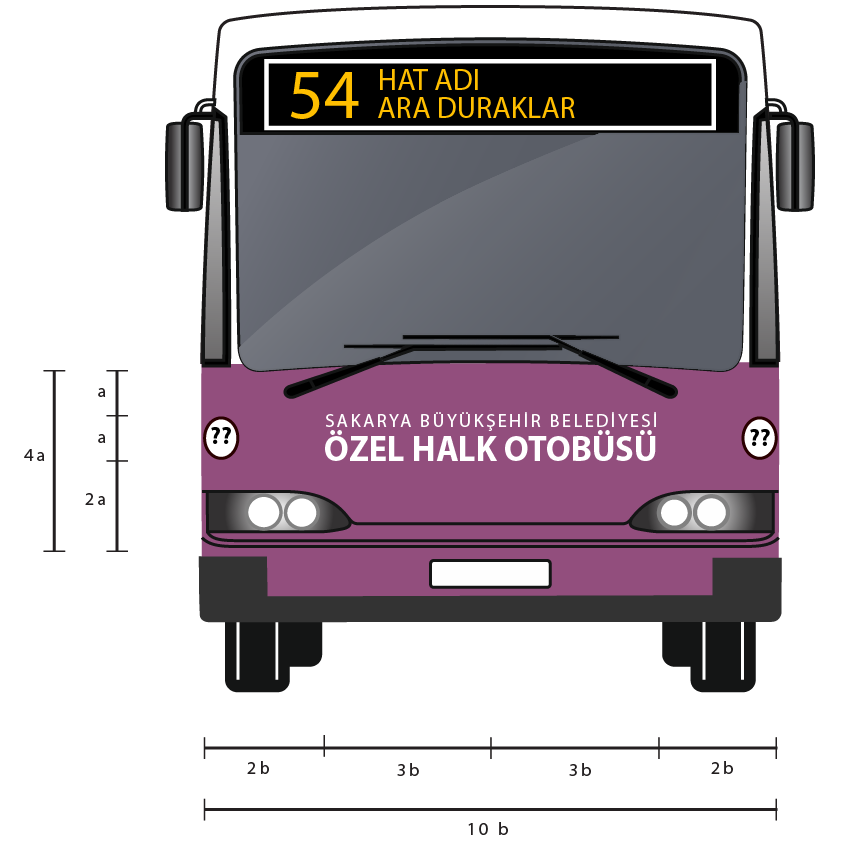 54 HAT ADI
ARA DURAKLAR
a
a
4a
2a
??
??
SAKARYA BÜYÜKŞEHİR BELEDİYESİ
ÖZEL HALK OTOBÜSÜ
2b 3b 3b 2b
10 b